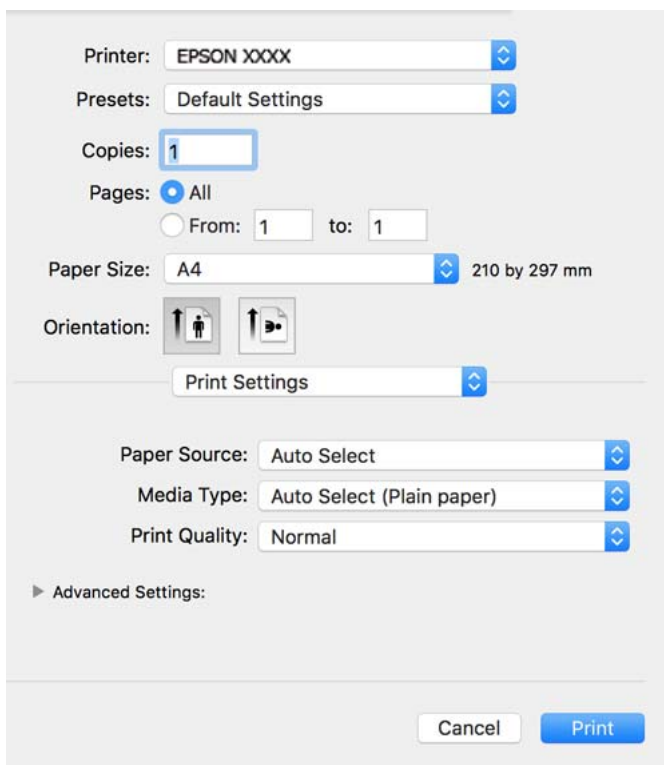 Printer: EPSON XXXX
Presets: Default Settings
Copies: 1
Pages: All
From: 1 to: 1
Paper Size: A4 210 by 297 mm
Orientation:
Print Settings
Paper Source: Auto Select
Media Type: Auto Select (Plain paper)
Print Quality: Normal
Advanced Settings:
Cancel Print